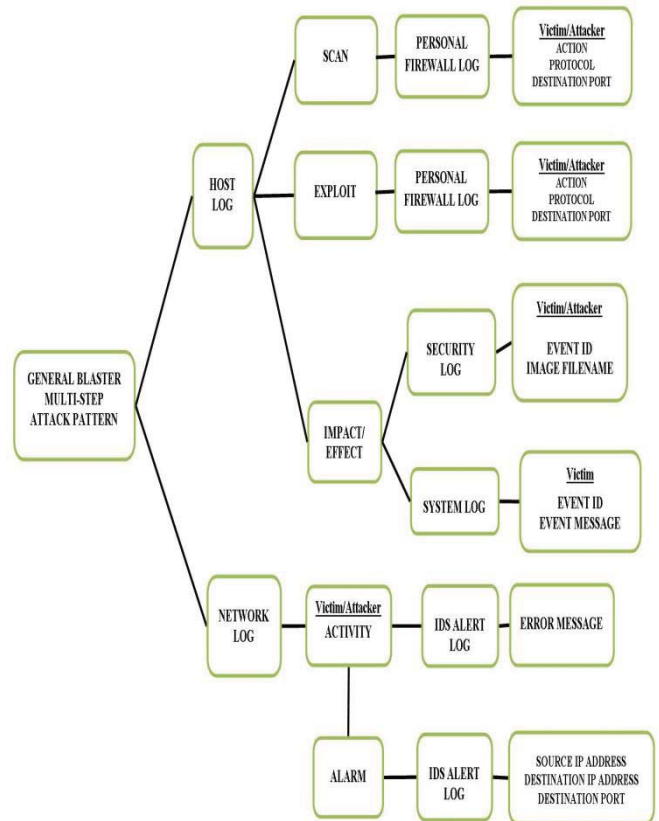 SCAN
PERSONAL
FIREWALL LOG
Victim/Attacker
ACTION
PROTOCOL
DESTINATION PORT
HOST
LOG
EXPLOIT
PERSONAL
FIREWALL LOG
Victim/Attacker
ACTION
PROTOCOL
DESTINATION PORT
GENERAL BLASTER
MULTI-STEP
ATTACK PATTERN
IMPACT/
EFFECT
SECURITY
LOG
Victim/Attacker
EVENT ID
IMAGE FILENAME
SYSTEM LOG
Victim
EVENT ID
EVENT MESSAGE
NETWORK
LOG
Victim/Attacker
ACTIVITY
IDS ALERT
LOG
ERROR MESSAGE
ALARM
IDS ALERT
LOG
SOURCE IP ADDRESS
DESTINATION IP ADDRESS
DESTINATION PORT